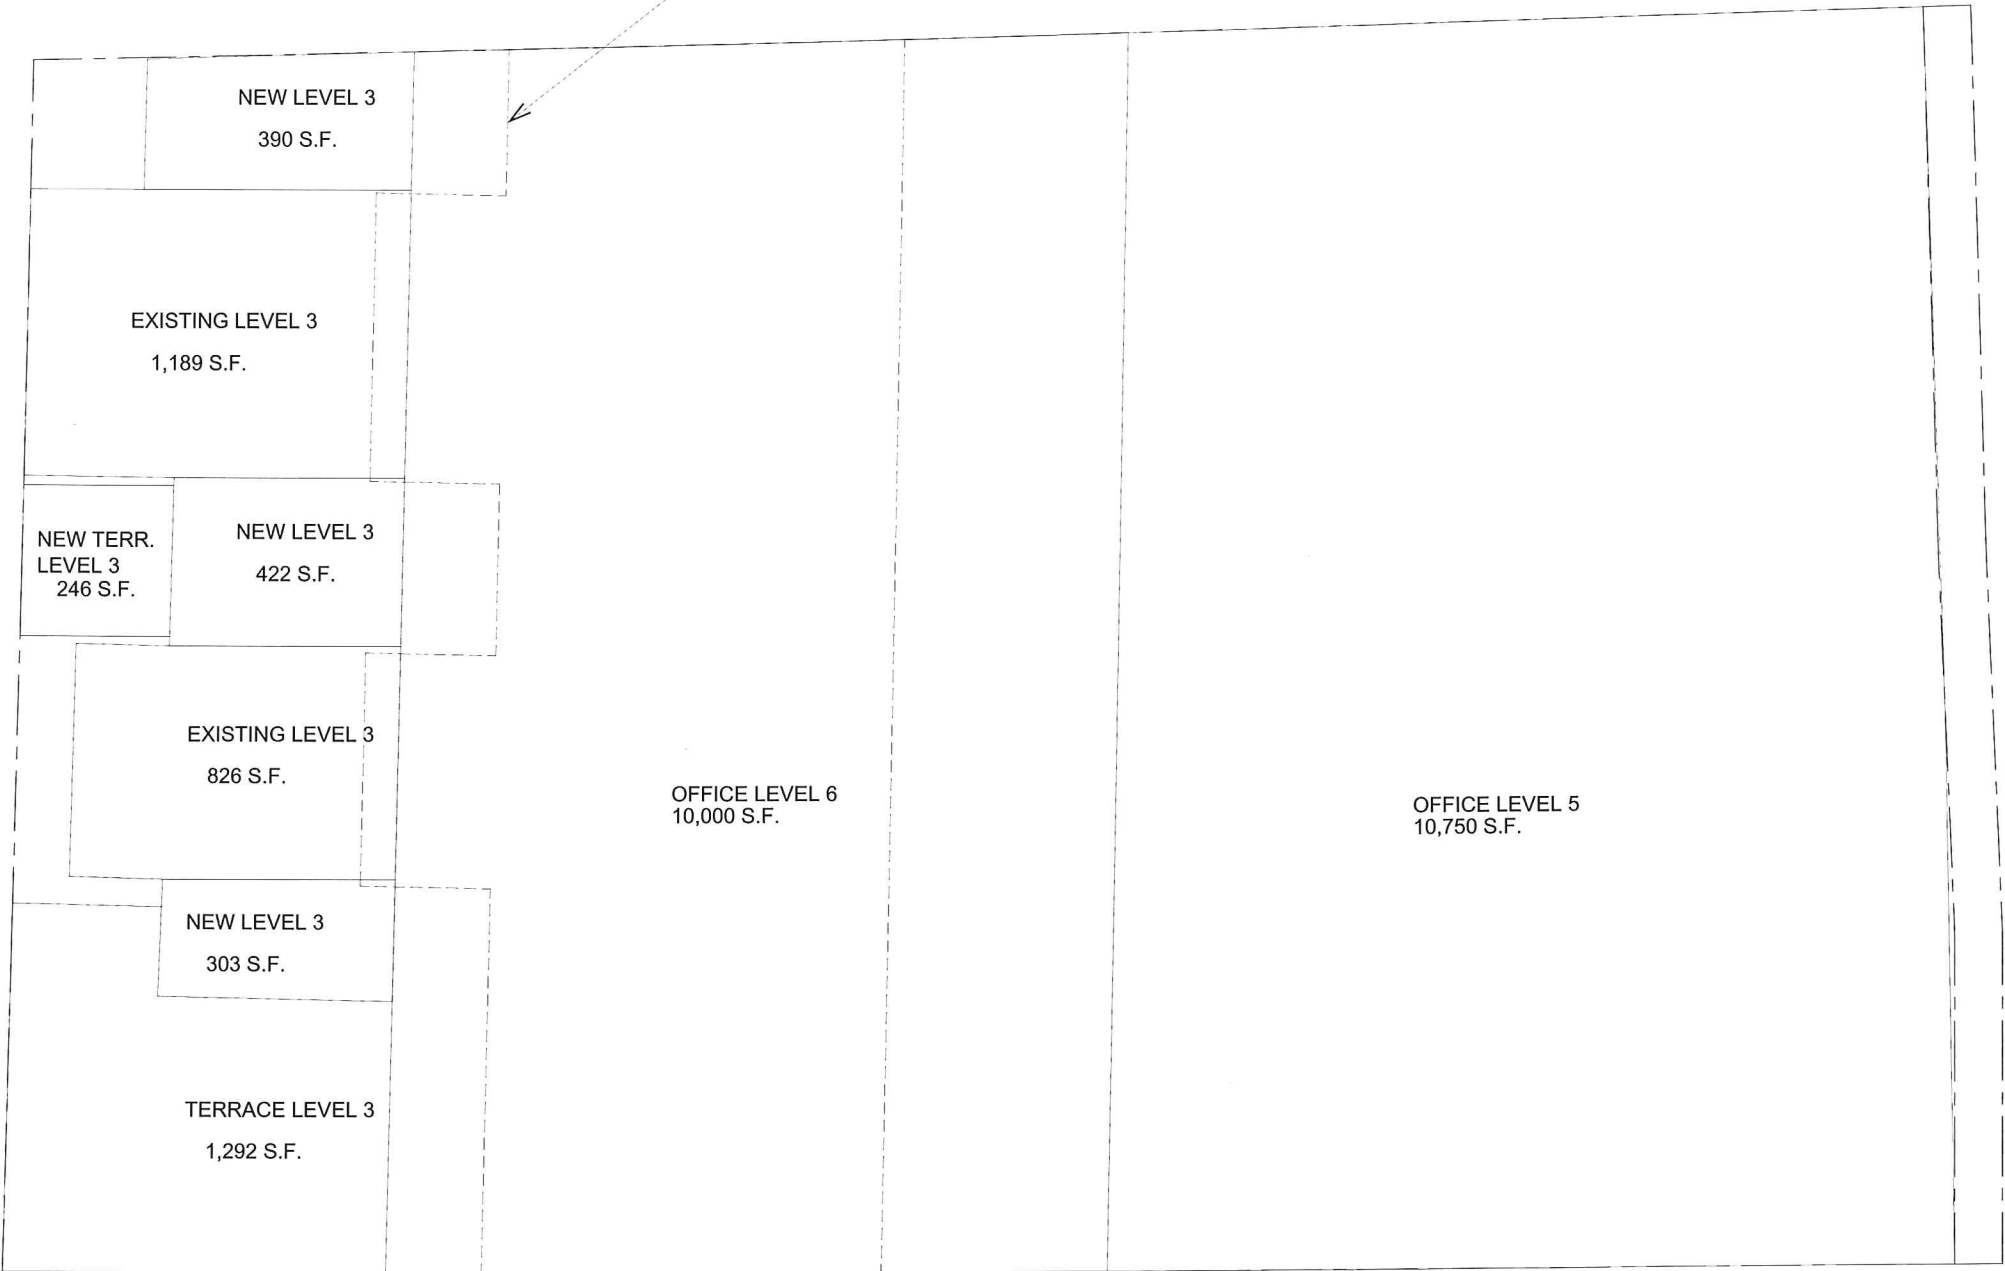 NEW LEVEL 3
390 S.F.
EXISTING LEVEL 3
1,189 S.F.
NEW TERR.
LEVEL 3
246 S.F.
NEW LEVEL 3
422 S.F.
EXISTING LEVEL 3
826 S.F.
OFFICE LEVEL 6
10,000 S.F.
OFFICE LEVEL 5
10,750 S.F.
NEW LEVEL 3
303 S.F.
TERRACE LEVEL 3
1,292 S.F.